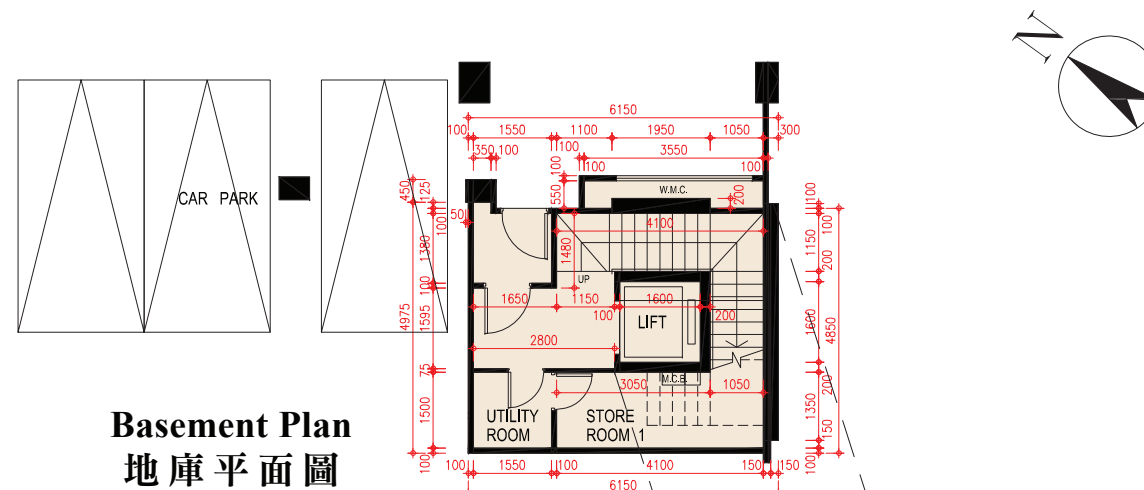 N
6150
100 1550 1100 1950 1050 300
350 100 100 3550
100 100 100
450 125 550 W.M.C. 200 100
CAR PARK
50 100 4100 100
1380 1480 1150 200
UP
100 1650 1150 1600
100 200
4975 1595 LIFT 1600 4850
2800
75 3050 M.C.B. 1050 200
1500 1350
UTILITY STORE
ROOM ROOM 1
150
Basement Plan
地庫平面圖
100 100
100 1550 100 4100 150 150
6150